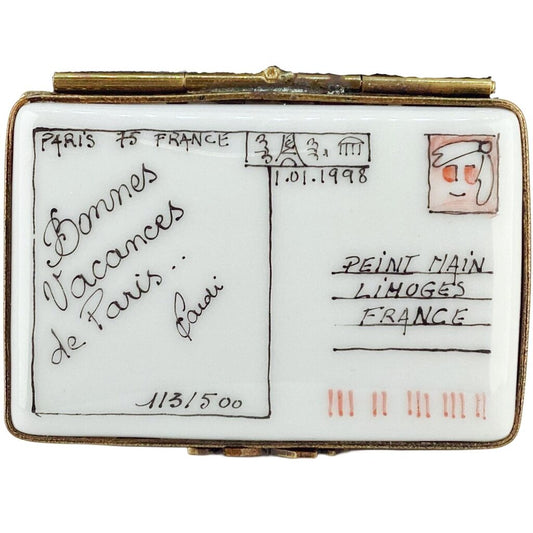 PARIS 75 FRANCE
1.01.1998
Bonnes
Vacances
de Paris...
113/500
PEINT MAIN
LIMOGES
FRANCE